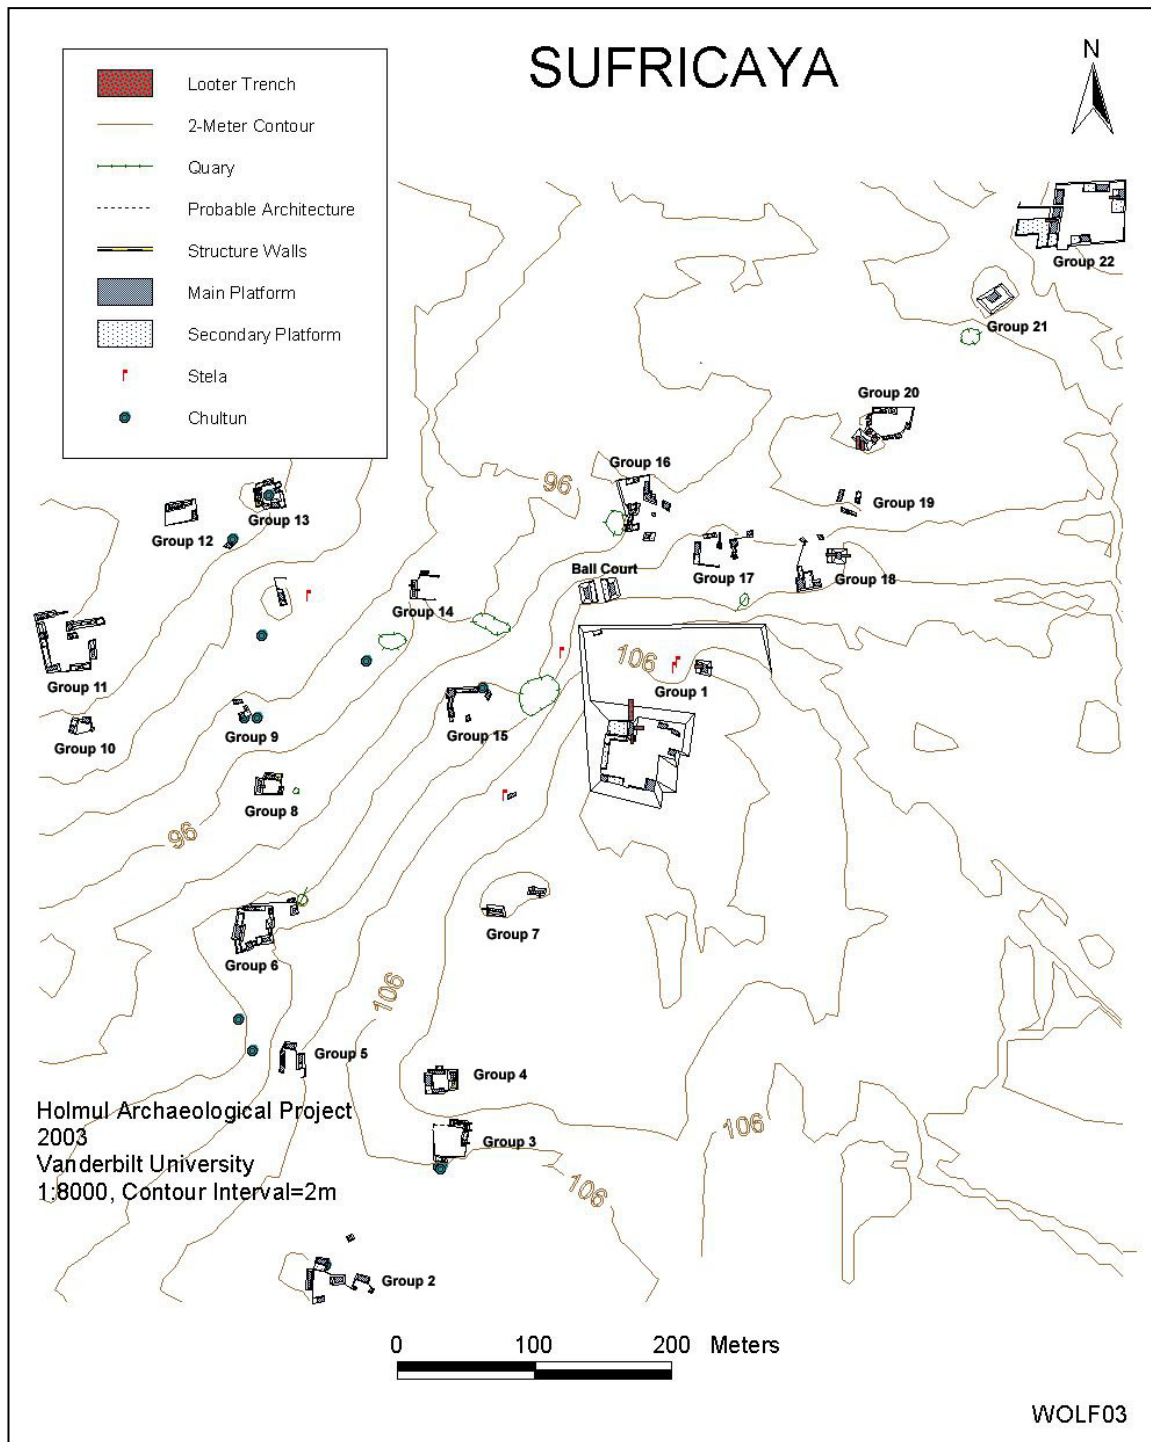 SUFRICAYA
N
Looter Trench
2-Meter Contour
Quary
Probable Architecture
Structure Walls
Main Platform
Secondary Platform
Stela
Chultun
Group 22
Group 21
Group 20
Group 16
96
Group 19
Group 13
Group 12
Ball Court
Group 17
Group 18
Group 14
106
Group 11
Group 1
Group 15
Group 9
Group 10
Group 8
96
Group 7
Group 6
106
Group 5
Group 4
Holmul Archaeological Project
2003
Vanderbilt University
1:8000, Contour Interval=2m
106
Group 3
106
Group 2
0 100 200 Meters
WOLF03